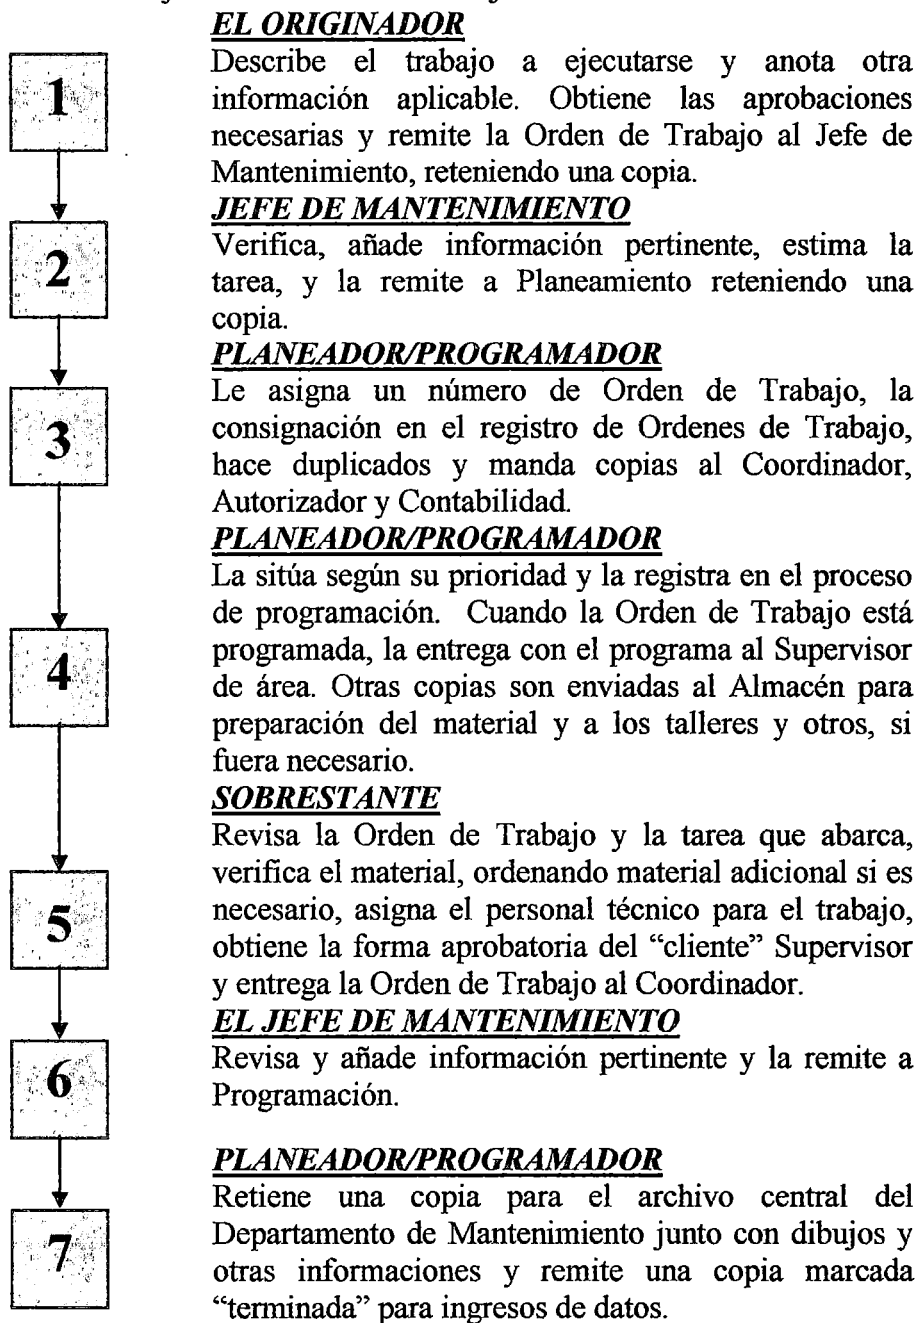 EL ORIGINADOR
1
Describe el trabajo a ejecutarse y anota otra
información aplicable. Obtiene las aprobaciones
necesarias y remite la Orden de Trabajo al Jefe de
Mantenimiento, reteniendo una copia.
JEFE DE MANTENIMIENTO
2
Verifica, añade información pertinente, estima la
tarea, y la remite a Planeamiento reteniendo una
copia.
PLANEADOR/PROGRAMADOR
3
Le asigna un número de Orden de Trabajo, la
consignación en el registro de Ordenes de Trabajo,
hace duplicados y manda copias al Coordinador,
Autorizador y Contabilidad.
PLANEADOR/PROGRAMADOR
4
La sitúa según su prioridad y la registra en el proceso
de programación. Cuando la Orden de Trabajo está
programada, la entrega con el programa al Supervisor
de área. Otras copias son enviadas al Almacén para
preparación del material y a los talleres y otros, si
fuera necesario.
SOBRESTANTE
5
Revisa la Orden de Trabajo y la tarea que abarca,
verifica el material, ordenando material adicional si es
necesario, asigna el personal técnico para el trabajo,
obtiene la forma aprobatoria del “cliente” Supervisor
y entrega la Orden de Trabajo al Coordinador.
EL JEFE DE MANTENIMIENTO
6
Revisa y añade información pertinente y la remite a
Programación.
PLANEADOR/PROGRAMADOR
7
Retiene una copia para el archivo central del
Departamento de Mantenimiento junto con dibujos y
otras informaciones y remite una copia marcada
“terminada” para ingresos de datos.